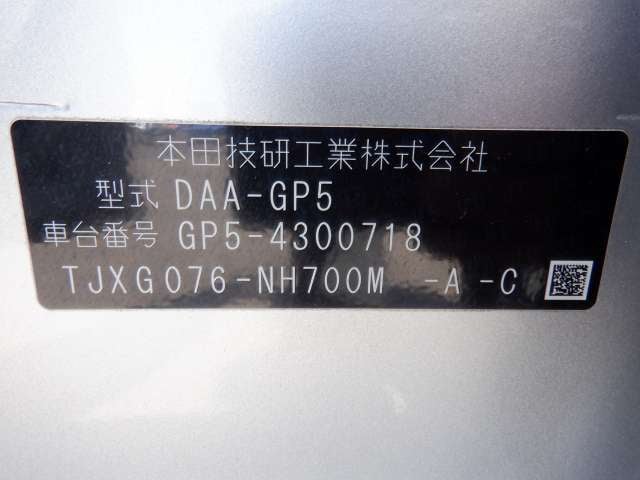 本田技研工業株式会社
型式 DAA-GP5
車台番号 GP5-4300718
TJXG076-NH700M -A -C